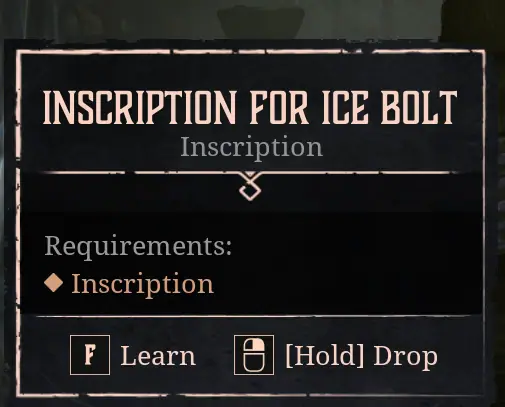 INSCRIPTION FOR ICE BOLT
Inscription
Requirements:
Inscription
F Learn [Hold] Drop